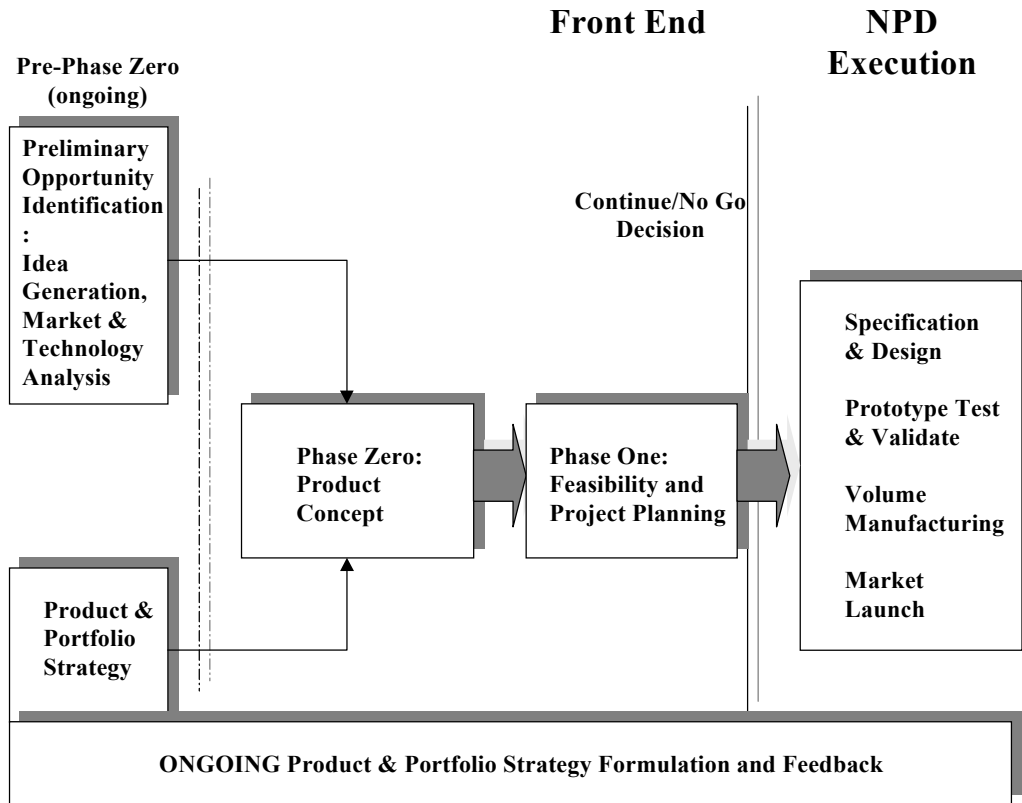 Front End
NPD
Execution
Pre-Phase Zero
(ongoing)
Preliminary
Opportunity
Identification
:
Idea
Generation,
Market &
Technology
Analysis
Continue/No Go
Decision
Specification
& Design
Prototype Test
& Validate
Volume
Manufacturing
Market
Launch
Phase Zero:
Product
Concept
Phase One:
Feasibility and
Project Planning
Product &
Portfolio
Strategy
ONGOING Product & Portfolio Strategy Formulation and Feedback